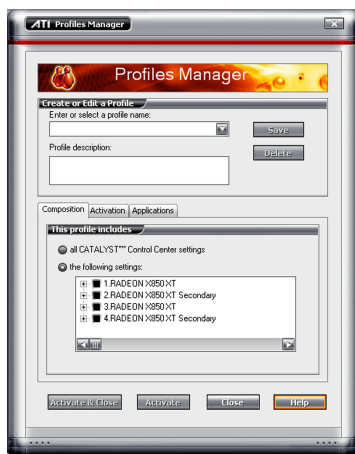 ATI Profiles Manager
Profiles Manager
Create or Edit a Profile
Enter or select a profile name:
Save
Profile description:
Delete
Composition Activation Applications
This profile includes
all CATALYST™ Control Center settings
the following settings:
1.RADEON X850 XT
2.RADEON X850 XT Secondary
3.RADEON X850 XT
4.RADEON X850 XT Secondary
Activate & Close Activate Close Help